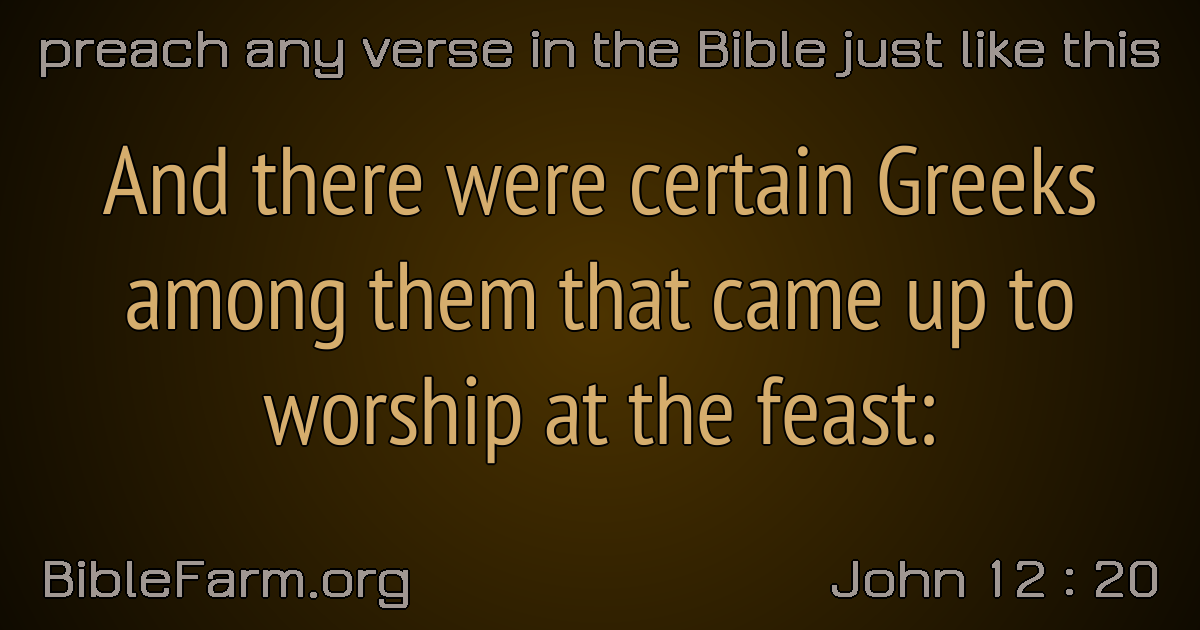 preach any verse in the Bible just like this
And there were certain Greeks
among them that came up to
worship at the feast:
BibleFarm.org
John 12 : 20